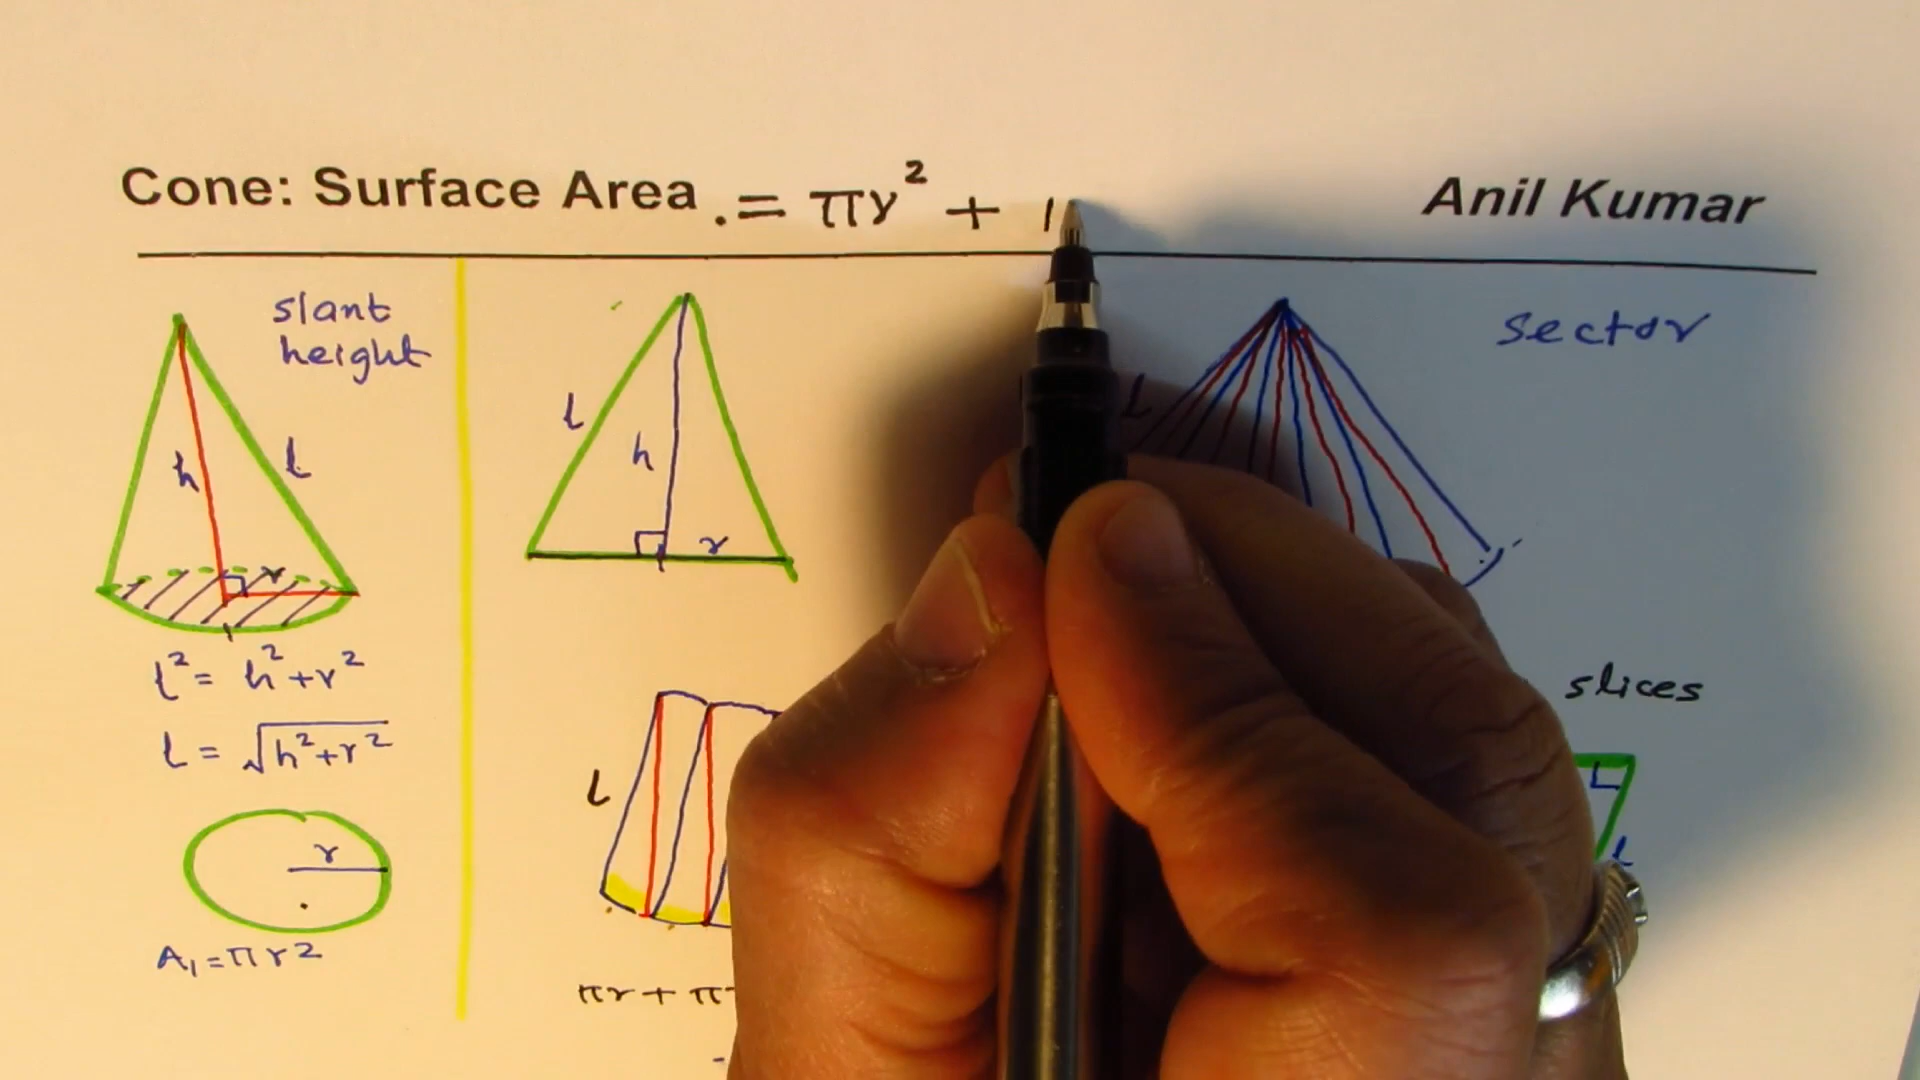 Cone: Surface Area . = πr² +
Anil Kumar
slant
height
h
l
r
l² = h² + r²
l = √h² + r²
r
A₁ = πr²
l
h
r
l
πr + π
l
sector
slices
l